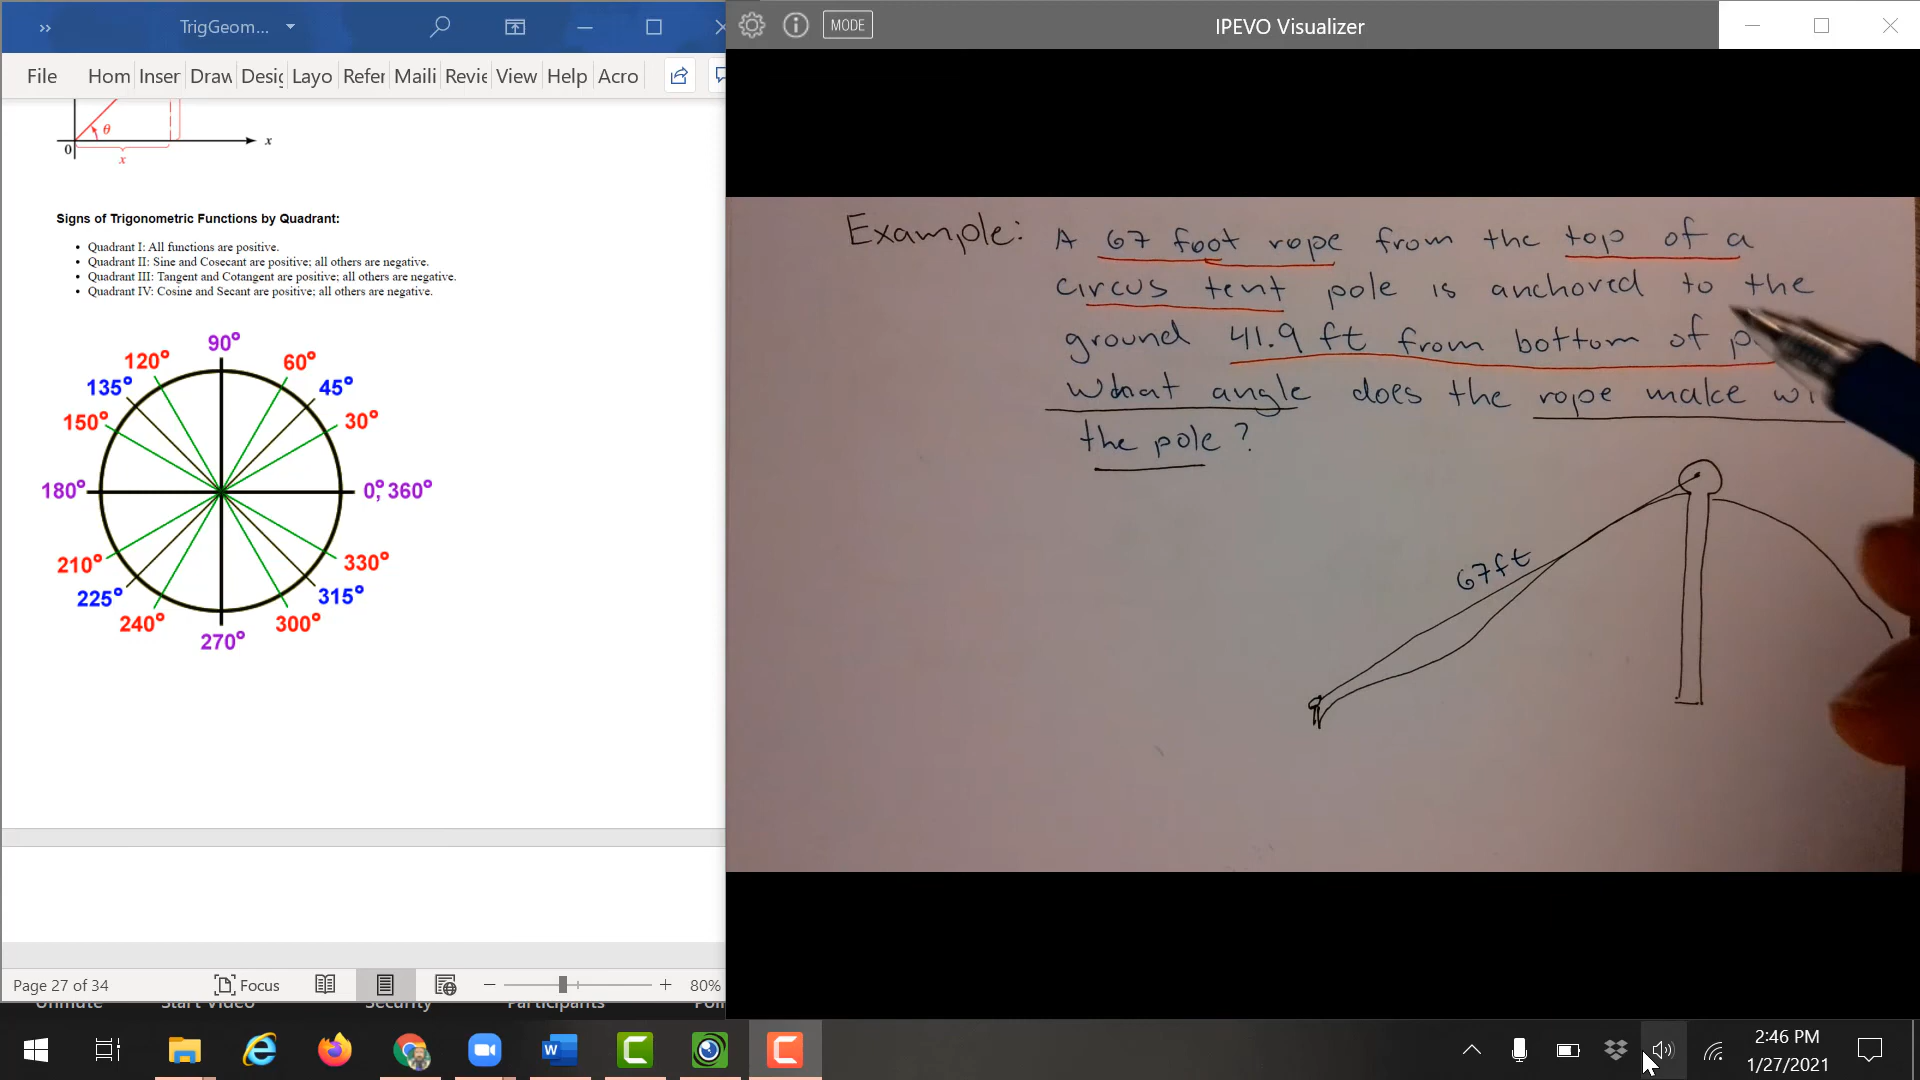 TrigGeom...
IPEVO Visualizer
MODE
File Hom Inser Draw Desig Layo Refer Maili Revie View Help Acro
θ
0
x
x
Signs of Trigonometric Functions by Quadrant:
• Quadrant I: All functions are positive.
• Quadrant II: Sine and Cosecant are positive; all others are negative.
• Quadrant III: Tangent and Cotangent are positive; all others are negative.
• Quadrant IV: Cosine and Secant are positive; all others are negative.
90°
120° 60°
135° 45°
150° 30°
180° 0°, 360°
210° 330°
225° 315°
240° 300°
270°
Example: A 67 foot rope from the top of a
circus tent pole is anchored to the
ground 41.9 ft from bottom of
What angle does the rope make
the pole?
67ft
Page 27 of 34 Focus 80%
Unmute Start Video Security Participants
2:46 PM
1/27/2021